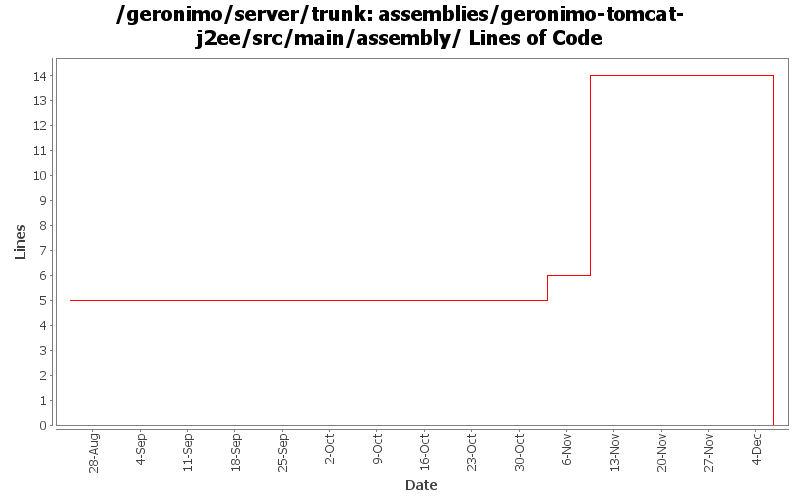 /geronimo/server/trunk: assemblies/geronimo-tomcat-
j2ee/src/main/assembly/ Lines of Code
14
13
12
11
10
9
8
7
6
5
4
3
2
1
0
Lines
28-Aug
4-Sep
11-Sep
18-Sep
25-Sep
2-Oct
9-Oct
16-Oct
23-Oct
30-Oct
6-Nov
13-Nov
20-Nov
27-Nov
4-Dec
Date